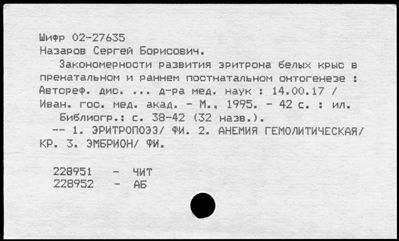 Шифр 02-27635
Назаров Сергей Борисович.
Закономерности развития эритрона белых крыс в
пренатальном и раннем постнатальном онтогенезе :
Автореф. дис. ... д-ра мед. наук : 14.00.17 /
Иван. гос. мед. акад. - М., 1995. - 42 с. : ил.
Библиогр.: с. 38-42 (32 назв.).
-- 1. ЭРИТРОПОЭЗ/ ФИ. 2. АНЕМИЯ ГЕМОЛИТИЧЕСКАЯ/
КР. 3. ЭМБРИОН/ ФИ.
228951 - ЧИТ
228952 - АБ